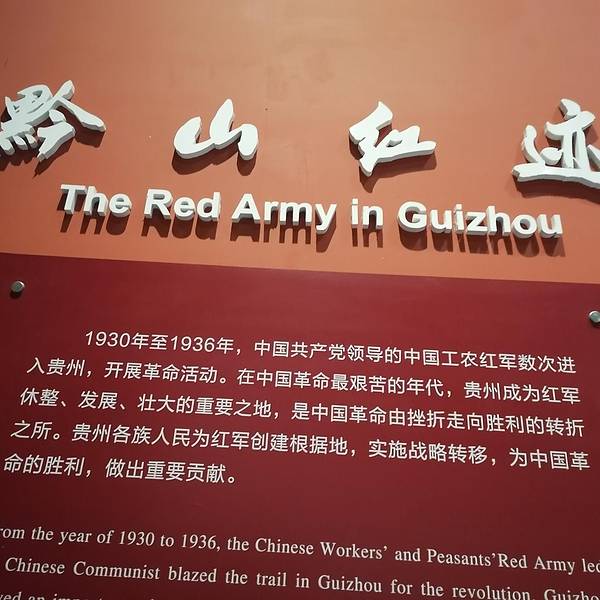 黔山红迹
The Red Army in Guizhou
1930年至1936年，中国共产党领导的中国工农红军数次进
入贵州，开展革命活动。在中国革命最艰苦的年代，贵州成为红军
休整、发展、壮大的重要之地，是中国革命由挫折走向胜利的转折
之所。贵州各族人民为红军创建根据地，实施战略转移，为中国革
命的胜利，做出重要贡献。
rom the year of 1930 to 1936, the Chinese Workers' and Peasants'Red Army led
Chinese Communist blazed the trail in Guizhou for the revolution. Guizho